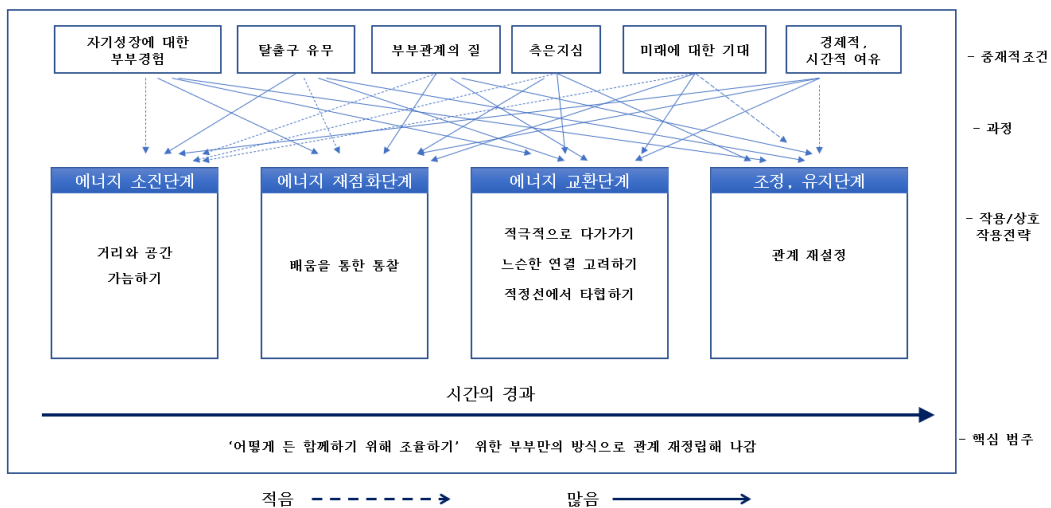 자기성장에 대한
부부경험
탈출구 유무
부부관계의 질
측은지심
미래에 대한 기대
경제적,
시간적 여유
- 중재적조건
- 과정
에너지 소진단계
에너지 재점화단계
에너지 교환단계
조정, 유지단계
거리와 공간
가늠하기
배움을 통한 통찰
적극적으로 다가가기
느슨한 연결 고려하기
적정선에서 타협하기
관계 재설정
- 작용/상호
작용전략
시간의 경과
‘어떻게 든 함께하기 위해 조율하기’ 위한 부부만의 방식으로 관계 재정립해 나감
- 핵심 범주
적음
많음